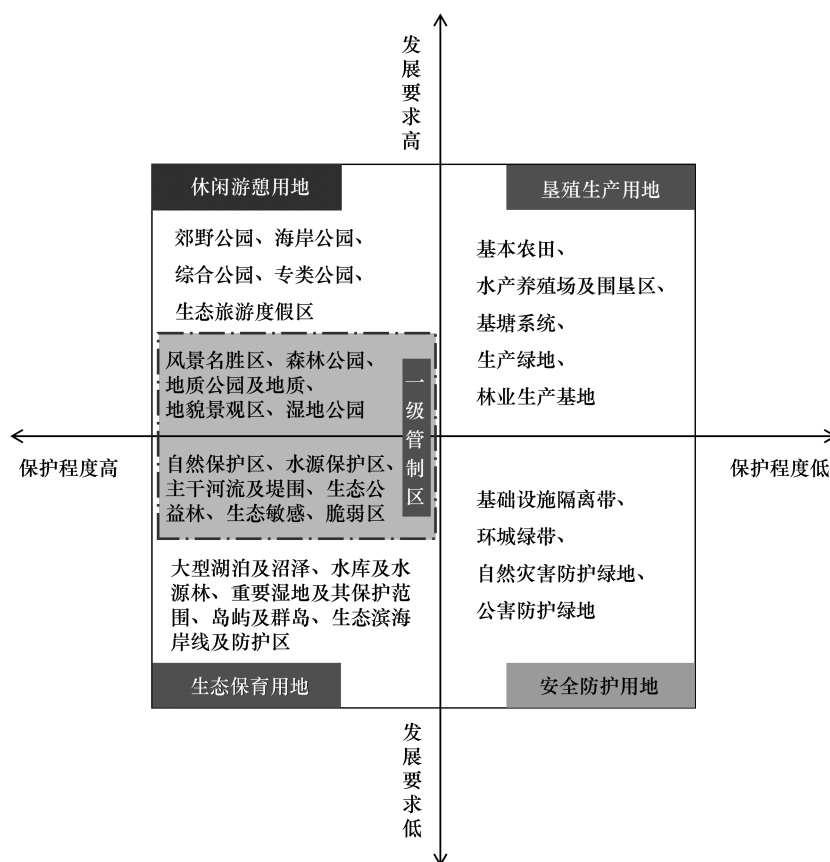 发展要求高
休闲游憩用地
郊野公园、海岸公园、
综合公园、专类公园、
生态旅游度假区
风景名胜区、森林公园、
地质公园及地质、
地貌景观区、湿地公园
一级管制区
垦殖生产用地
基本农田、
水产养殖场及围垦区、
基塘系统、
生产绿地、
林业生产基地
保护程度高
保护程度低
自然保护区、水源保护区、
主干河流及堤围、生态公
益林、生态敏感、脆弱区
大型湖泊及沼泽、水库及水
源林、重要湿地及其保护范
围、岛屿及群岛、生态滨海
岸线及防护区
生态保育用地
基础设施隔离带、
环城绿带、
自然灾害防护绿地、
公害防护绿地
安全防护用地
发展要求低